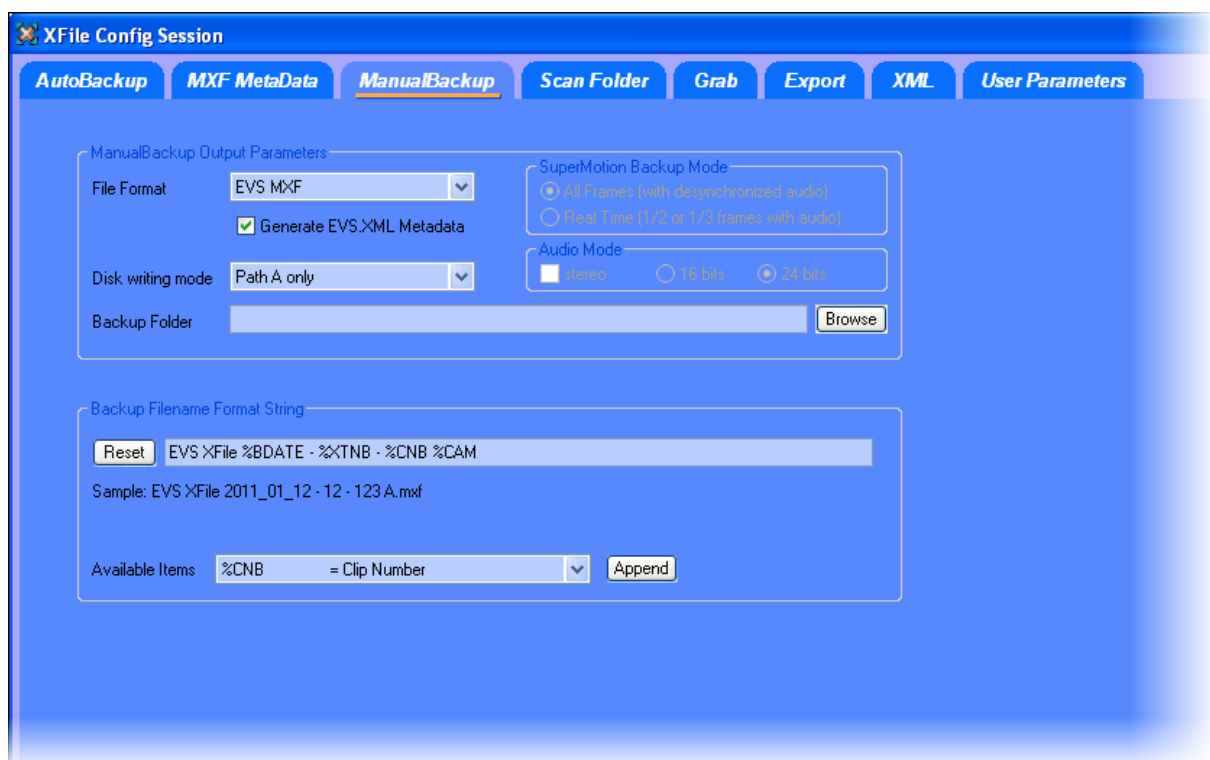 XFile Config Session
AutoBackup MXF MetaData ManualBackup Scan Folder Grab Export XML User Parameters
ManualBackup Output Parameters
File Format EVS MXF
Generate EVS.XML Metadata
SuperMotion Backup Mode
All Frames (with desynchronized audio)
Real Time (1/2 or 1/3 frames with audio)
Audio Mode
stereo 16 bits 24 bits
Disk writing mode Path A only
Backup Folder Browse
Backup Filename Format String
Reset EVS XFile %BDATE - %XTNB - %CNB %CAM
Sample: EVS XFile 2011_01_12 - 12 - 123 A.mxf
Available Items %CNB = Clip Number Append